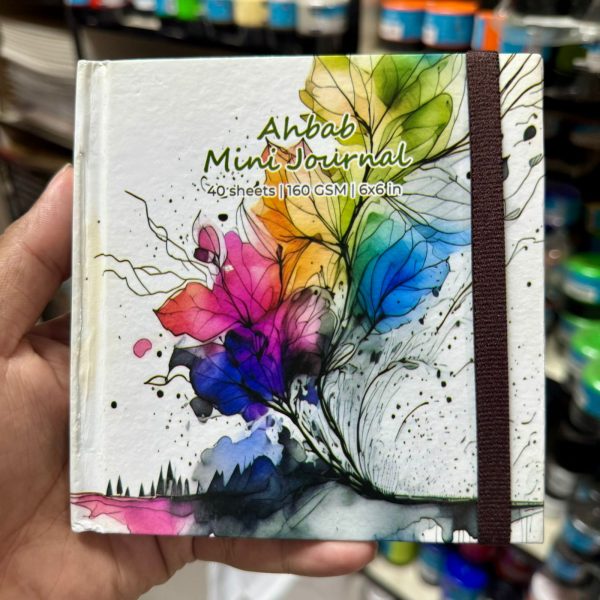 Ahbab
Mini Journal
40 sheets | 160 GSM | 6x6 in